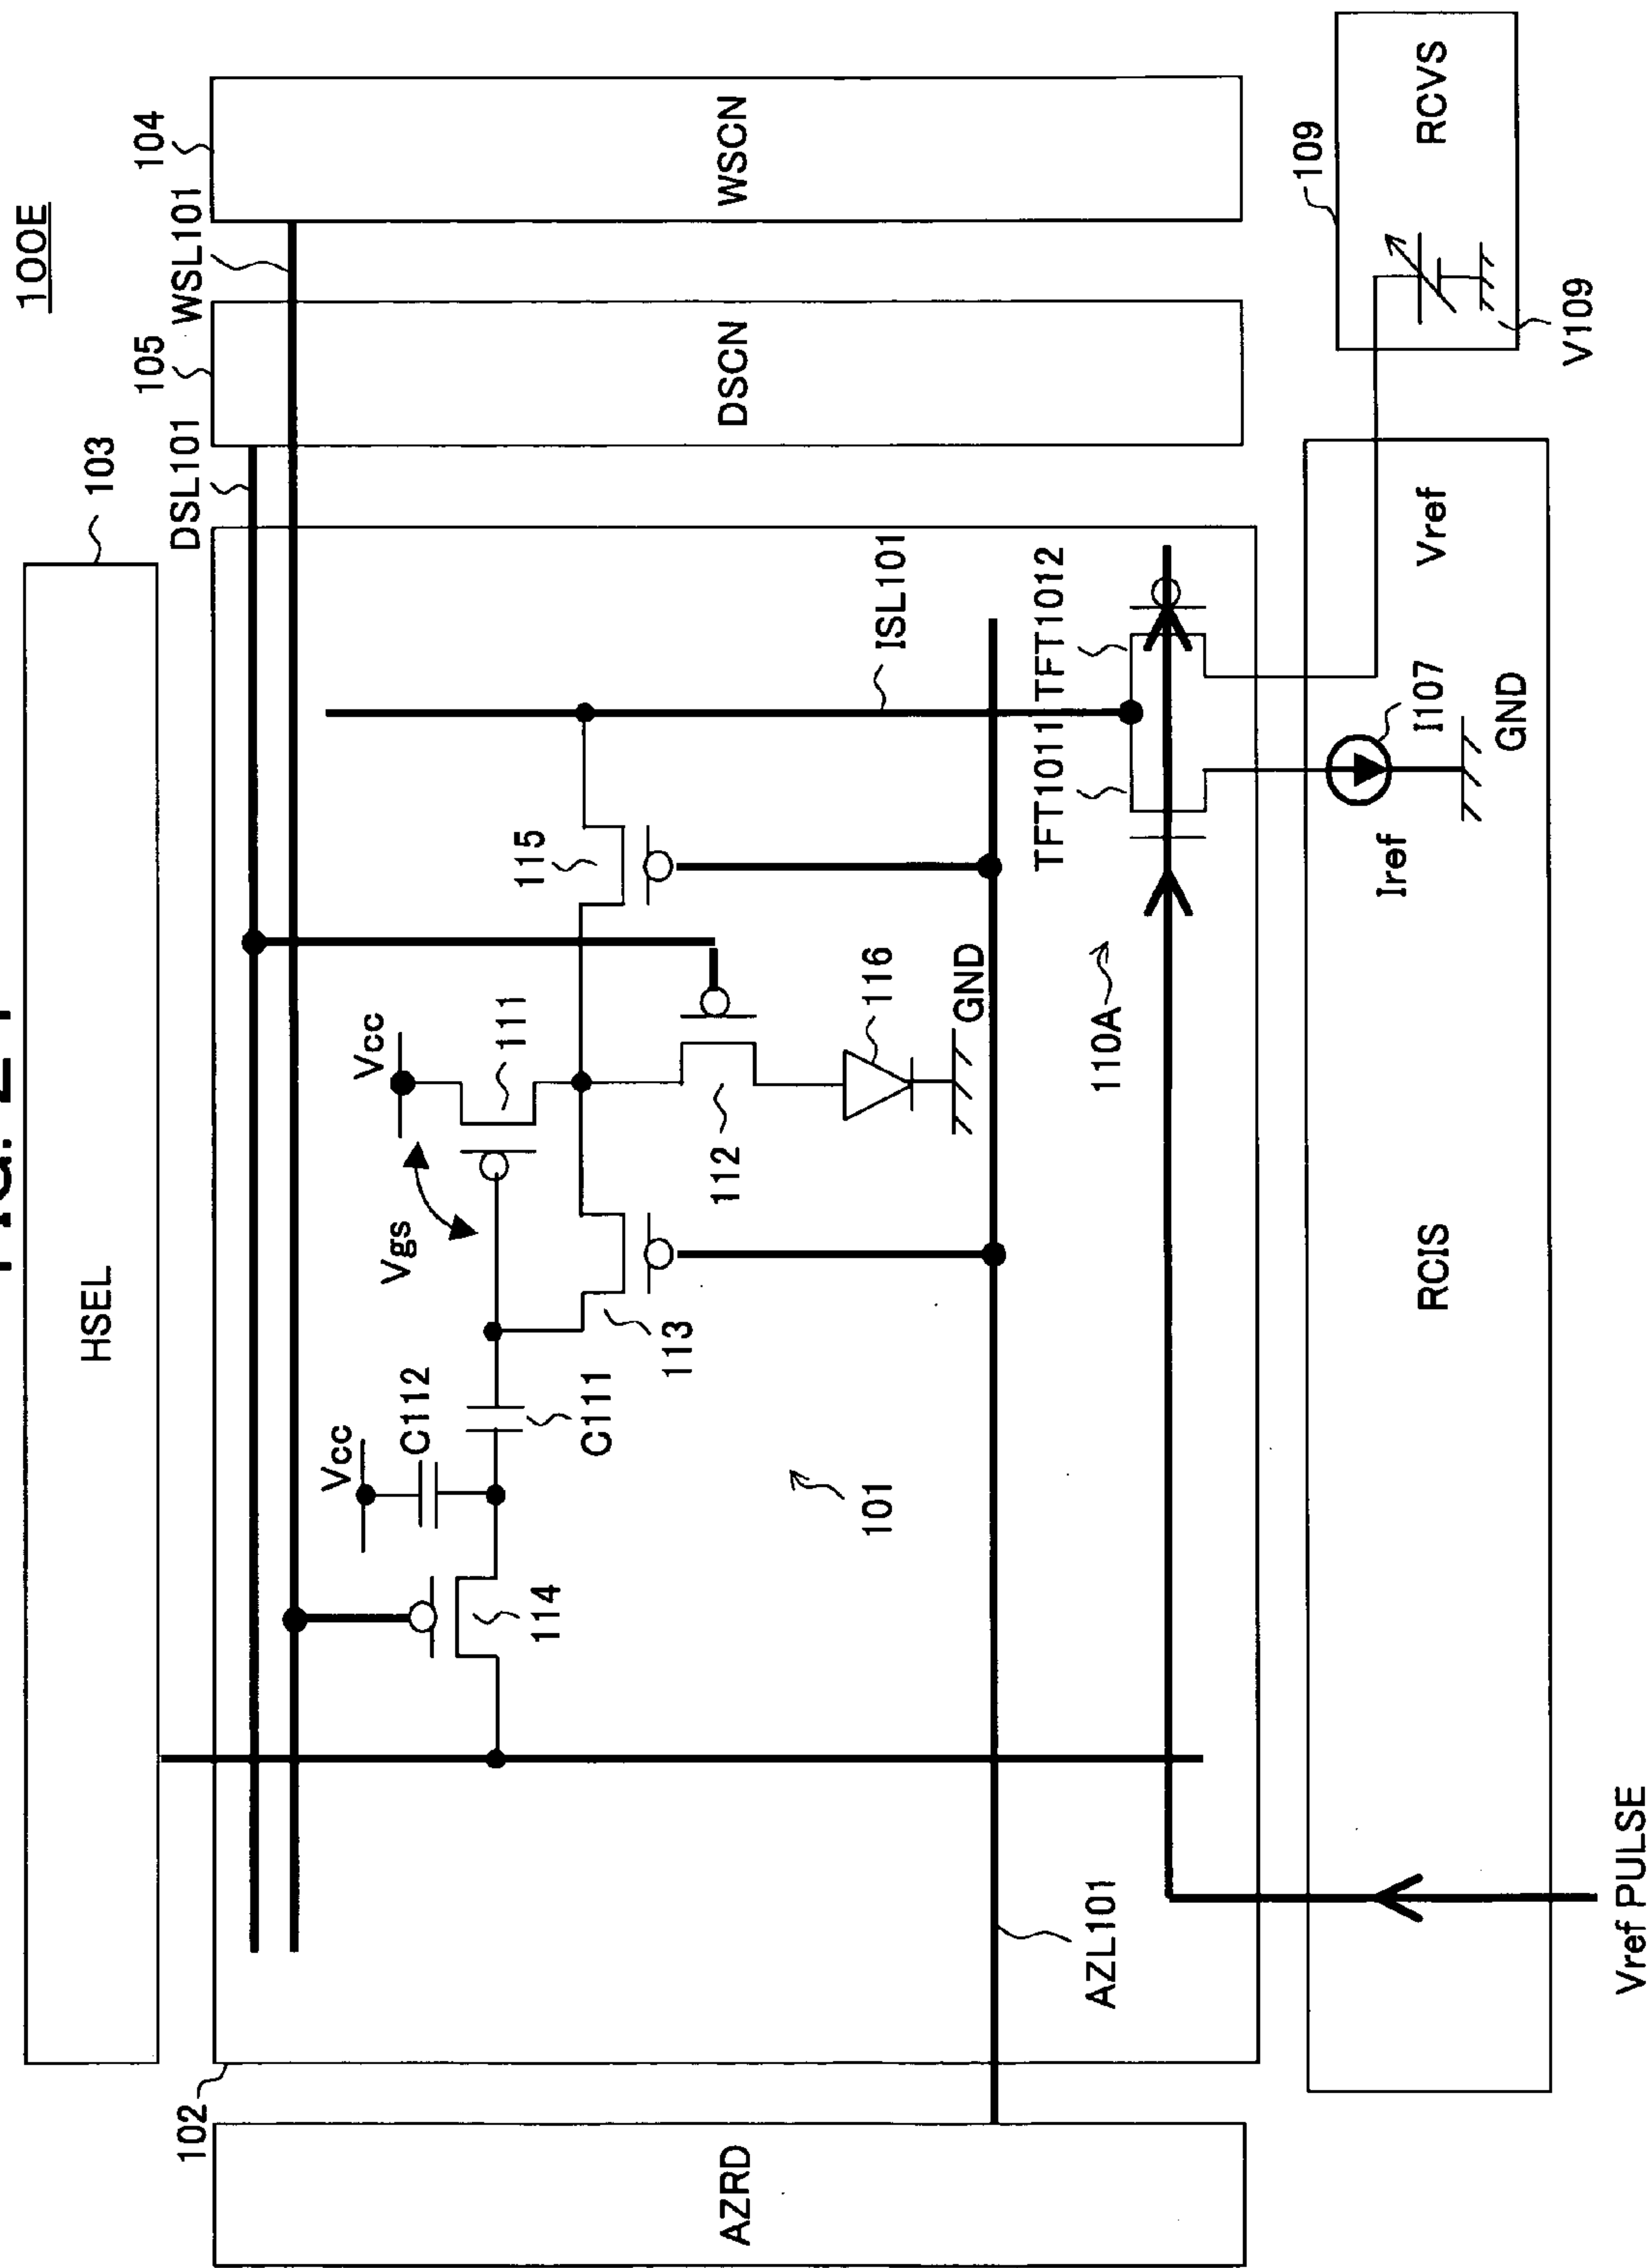 100E
HSEL
103
DSL101
105
WSL101
104
102
AZRD
DSCN
WSCN
Vcc
C112
C111
114
Vcc
Vgs
111
113
112
115
116
GND
101
ISL101
AZL101
110A
TFT1011
TFT1012
RCIS
Iref
I107
GND
Vref
109
RCVS
V109
Vref PULSE